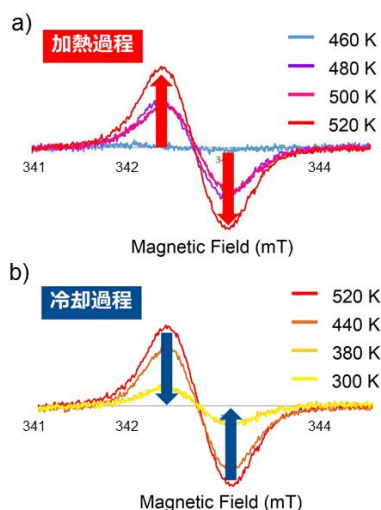 a)
加熱過程
460 K
480 K
500 K
520 K
341
342
344
Magnetic Field (mT)
b)
冷却過程
520 K
440 K
380 K
300 K
341
342
344
Magnetic Field (mT)